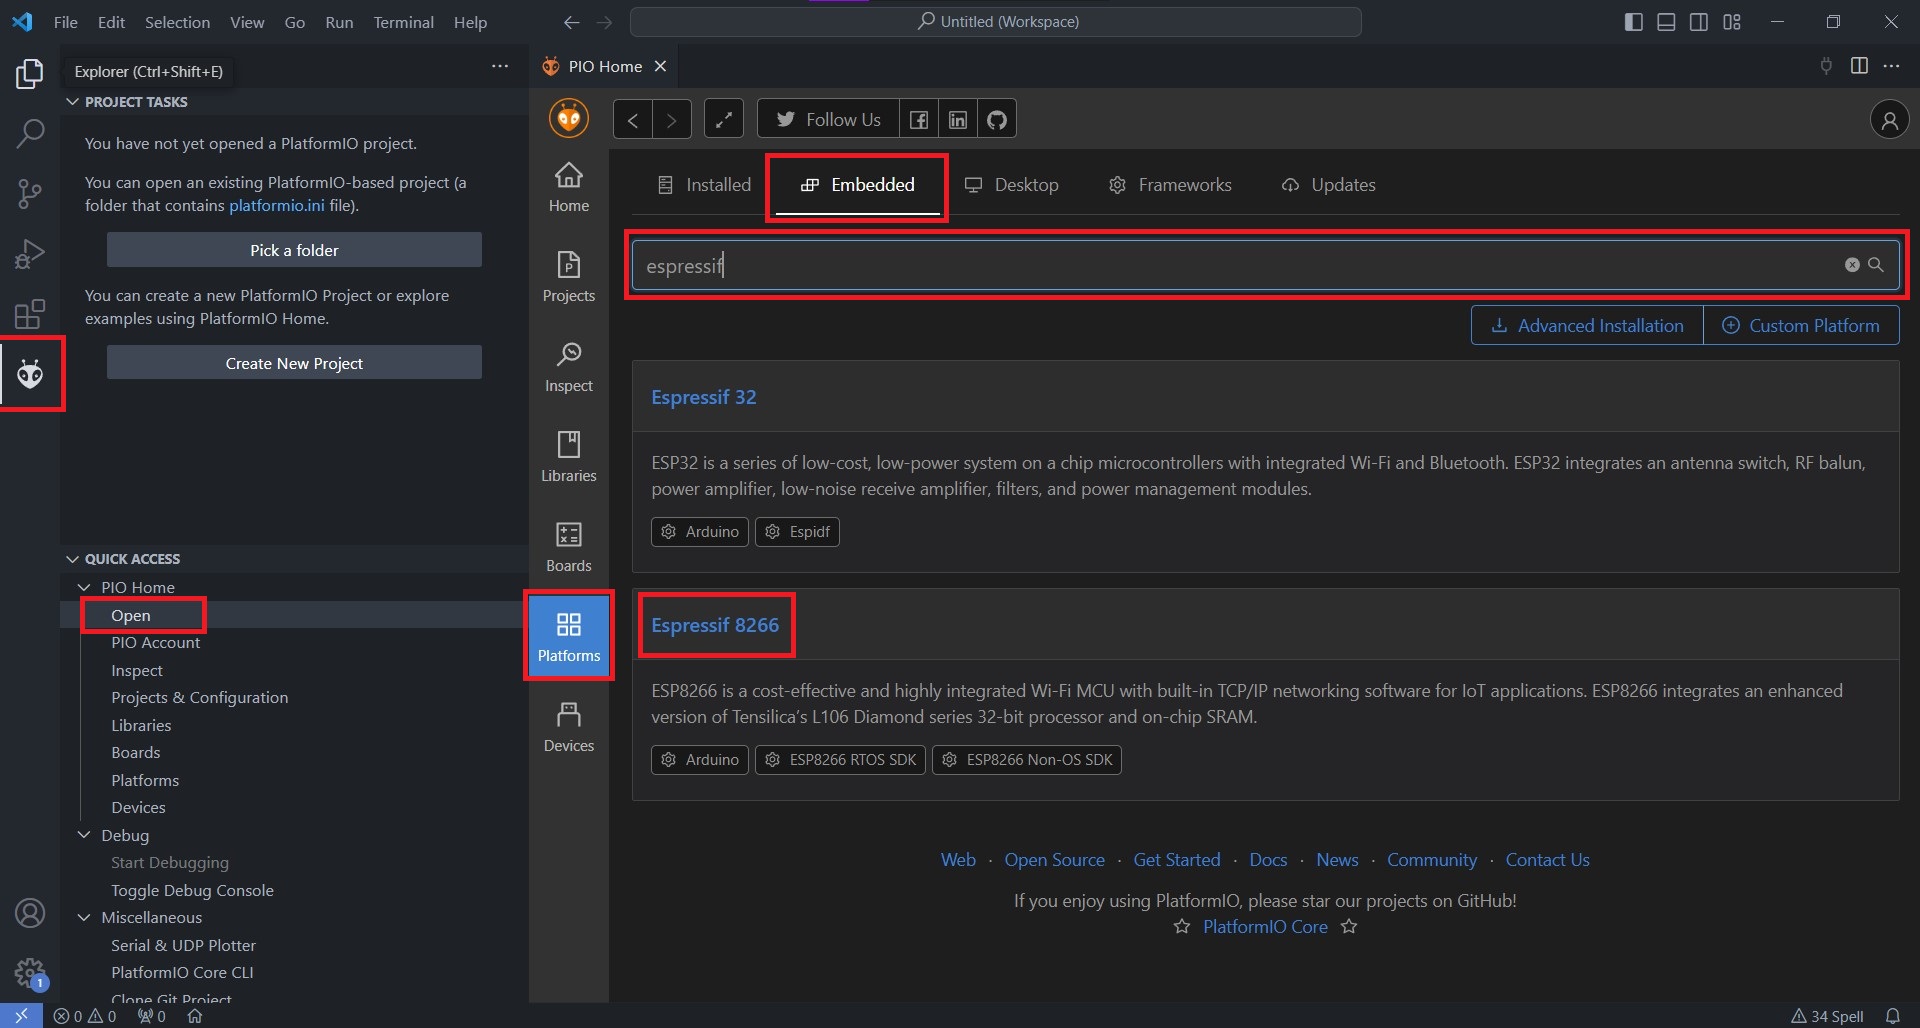 File Edit Selection View Go Run Terminal Help
Untitled (Workspace)
Explorer (Ctrl+Shift+E)
PIO Home
PROJECT TASKS
You have not yet opened a PlatformIO project.
You can open an existing PlatformIO-based project (a
folder that contains platformio.ini file).
Pick a folder
You can create a new PlatformIO Project or explore
examples using PlatformIO Home.
Create New Project
QUICK ACCESS
PIO Home
Open
PIO Account
Inspect
Projects & Configuration
Libraries
Boards
Platforms
Devices
Debug
Start Debugging
Toggle Debug Console
Miscellaneous
Serial & UDP Plotter
PlatformIO Core CLI
Clone Git Project
Follow Us
Home
Projects
Inspect
Libraries
Boards
Platforms
Devices
Installed Embedded Desktop Frameworks Updates
espressif
Advanced Installation Custom Platform
Espressif 32
ESP32 is a series of low-cost, low-power system on a chip microcontrollers with integrated Wi-Fi and Bluetooth. ESP32 integrates an antenna switch, RF balun,
power amplifier, low-noise receive amplifier, filters, and power management modules.
Arduino Espidf
Espressif 8266
ESP8266 is a cost-effective and highly integrated Wi-Fi MCU with built-in TCP/IP networking software for IoT applications. ESP8266 integrates an enhanced
version of Tensilica's L106 Diamond series 32-bit processor and on-chip SRAM.
Arduino ESP8266 RTOS SDK ESP8266 Non-OS SDK
Web · Open Source · Get Started · Docs · News · Community · Contact Us
If you enjoy using PlatformIO, please star our projects on GitHub!
PlatformIO Core
1
0 0 0
34 Spell